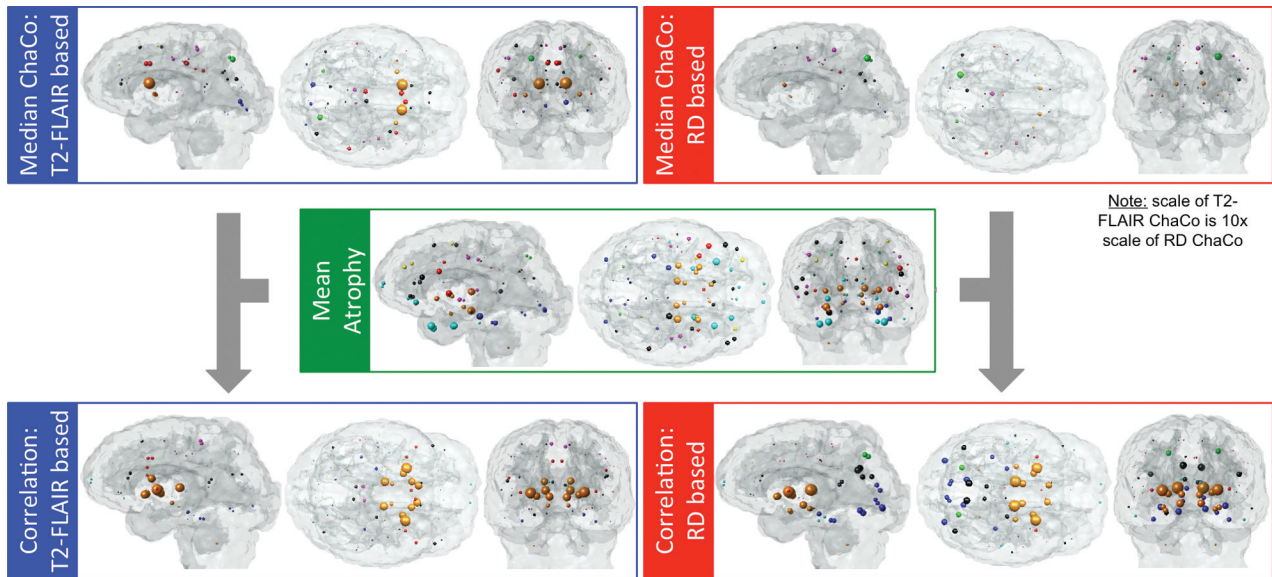 Median ChaCo:
T2-FLAIR based
Median ChaCo:
RD based
Note: scale of T2-
FLAIR ChaCo is 10x
scale of RD ChaCo
Mean
Atrophy
Correlation:
T2-FLAIR based
Correlation:
RD based